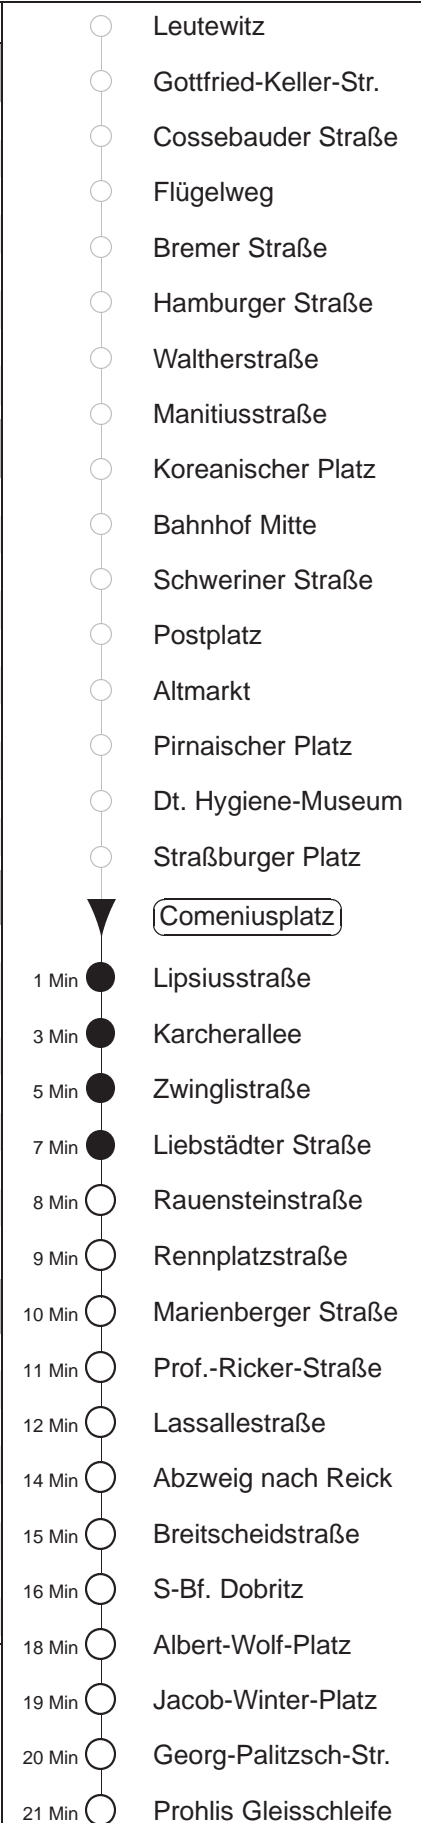 Leutewitz
Gottfried-Keller-Str.
Cossebauder Straße
Flügelweg
Bremer Straße
Hamburger Straße
Waltherstraße
Manitiusstraße
Koreanischer Platz
Bahnhof Mitte
Schweriner Straße
Postplatz
Altmarkt
Pirnaischer Platz
Dt. Hygiene-Museum
Straßburger Platz
Comeniusplatz
1 Min Lipsiusstraße
3 Min Karcherallee
5 Min Zwinglistraße
7 Min Liebstädter Straße
8 Min Rauensteinstraße
9 Min Rennplatzstraße
10 Min Marienberger Straße
11 Min Prof.-Ricker-Straße
12 Min Lassallestraße
14 Min Abzweig nach Reick
15 Min Breitscheidstraße
16 Min S-Bf. Dobritz
18 Min Albert-Wolf-Platz
19 Min Jacob-Winter-Platz
20 Min Georg-Palitzsch-Str.
21 Min Prohlis Gleisschleife